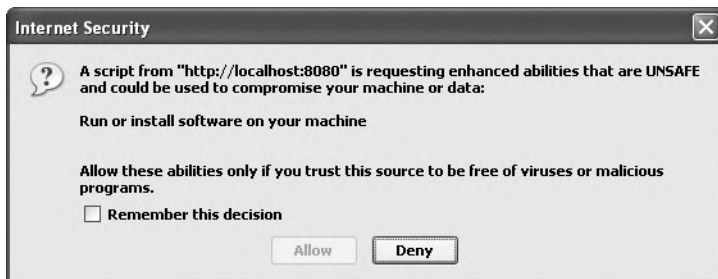 Internet Security
A script from "http://localhost:8080" is requesting enhanced abilities that are UNSAFE
and could be used to compromise your machine or data:
Run or install software on your machine
Allow these abilities only if you trust this source to be free of viruses or malicious
programs.
Remember this decision
Allow Deny